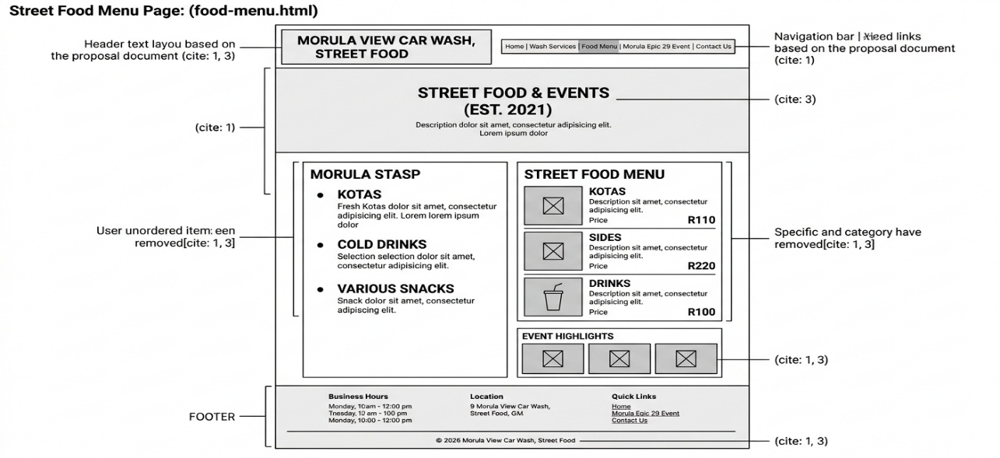 Street Food Menu Page: (food-menu.html)
Header text layou based on
the proposal document (cite: 1, 3)
MORULA VIEW CAR WASH,
STREET FOOD
Home | Wash Services | Food Menu | Morula Epic 29 Event | Contact Us
Navigation bar | links
based on the proposal document
(cite: 1)
STREET FOOD & EVENTS
(EST. 2021)
Description dolor sit amet, consectetur adipisicing elit.
Lorem ipsum dolor
(cite: 3)
(cite: 1)
MORULA STASP
KOTAS
Fresh Kotas dolor sit amet, consectetur
adipisicing elit. Lorem lorem ipsum
dolor
COLD DRINKS
Selection selection dolor sit amet,
consectetur adipisicing elit.
VARIOUS SNACKS
Snack dolor sit amet, consectetur
adipiscing elit.
User unordered item: een
removed[cite: 1, 3]
STREET FOOD MENU
KOTAS
Description sit amet, consectetur
adipisicing elit.
Price R110
SIDES
Description sit amet, consectetur
adipisicing elit.
Price R220
DRINKS
Description sit amet, consectetur
adipisicing elit.
Price R100
Specific and category have
removed[cite: 1, 3]
EVENT HIGHLIGHTS
(cite: 1, 3)
FOOTER
Business Hours
Monday, 10am - 12:00 pm
Tnesday. 10 am - 100 pm
Monday, 10:00 - 12:00 pm
Location
9 Morula View Car Wash,
Street Food, GM
Quick Links
Home
Morula Epic 29 Event
Contact Us
© 2026 Morula View Car Wash, Street Food
(cite: 1, 3)